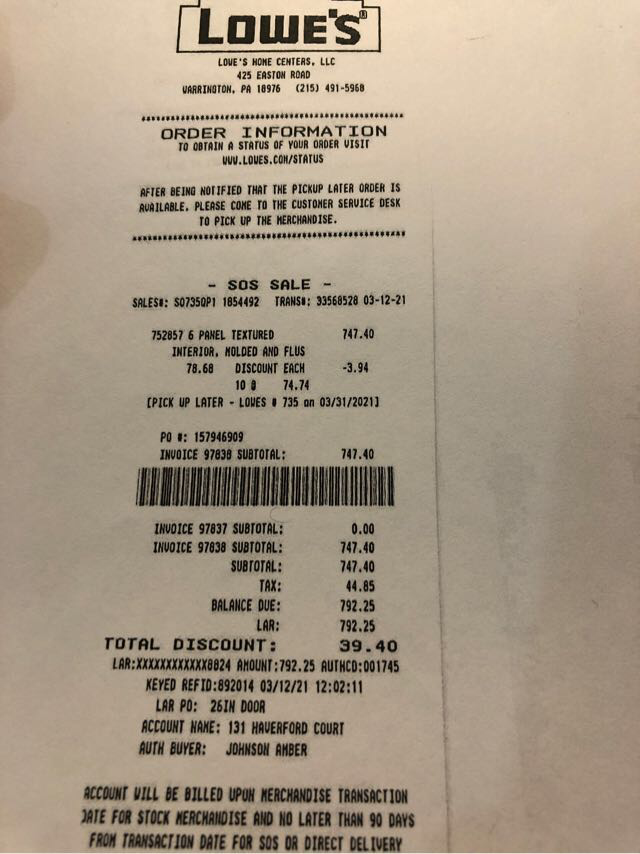 LOWE'S
LOWE'S HOME CENTERS, LLC
425 EASTON ROAD
WARRINGTON, PA 18976 (215) 491-5968
****************************************
ORDER INFORMATION
TO OBTAIN A STATUS OF YOUR ORDER VISIT
WWW.LOWES.COM/STATUS
AFTER BEING NOTIFIED THAT THE PICKUP LATER ORDER IS
AVAILABLE, PLEASE COME TO THE CUSTOMER SERVICE DESK
TO PICK UP THE MERCHANDISE.
****************************************
- SOS SALE -
SALES#: SO735QP1 1854492 TRANS#: 33568528 03-12-21
752857 6 PANEL TEXTURED 747.40
INTERIOR, MOLDED AND FLUS
78.68 DISCOUNT EACH -3.94
10 @ 74.74
[PICK UP LATER - LOWES # 735 on 03/31/2021]
PO #: 157946909
INVOICE 97838 SUBTOTAL: 747.40
INVOICE 97837 SUBTOTAL: 0.00
INVOICE 97838 SUBTOTAL: 747.40
SUBTOTAL: 747.40
TAX: 44.85
BALANCE DUE: 792.25
LAR: 792.25
TOTAL DISCOUNT: 39.40
LAR:XXXXXXXXXXXX8824 AMOUNT:792.25 AUTHCD:001745
KEYED REFID:892014 03/12/21 12:02:11
LAR PO: 26IN DOOR
ACCOUNT NAME: 131 HAVERFORD COURT
AUTH BUYER: JOHNSON AMBER
ACCOUNT WILL BE BILLED UPON MERCHANDISE TRANSACTION
DATE FOR STOCK MERCHANDISE AND NO LATER THAN 90 DAYS
FROM TRANSACTION DATE FOR SOS OR DIRECT DELIVERY